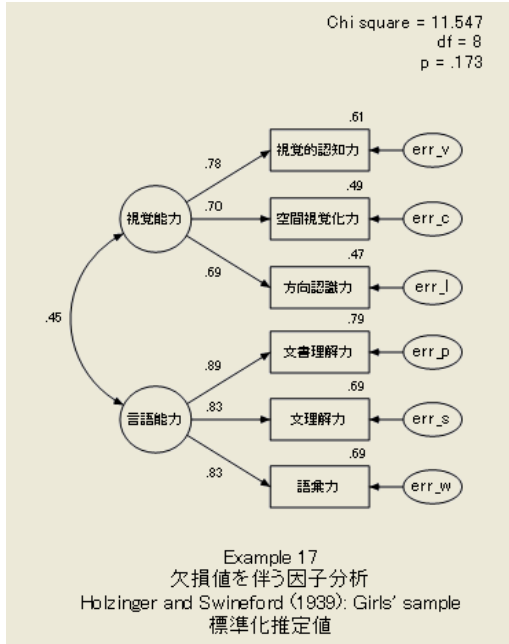 Chi square = 11.547
df = 8
p = .173
.61
視覚的認知力
err_v
.78
.49
視覚能力
.70
空間視覚化力
err_c
.69
.47
方向認識力
err_l
.45
.79
文書理解力
err_p
.89
.69
言語能力
.83
文理解力
err_s
.83
.69
語彙力
err_w
Example 17
欠損値を伴う因子分析
Holzinger and Swineford (1939): Girls' sample
標準化推定値